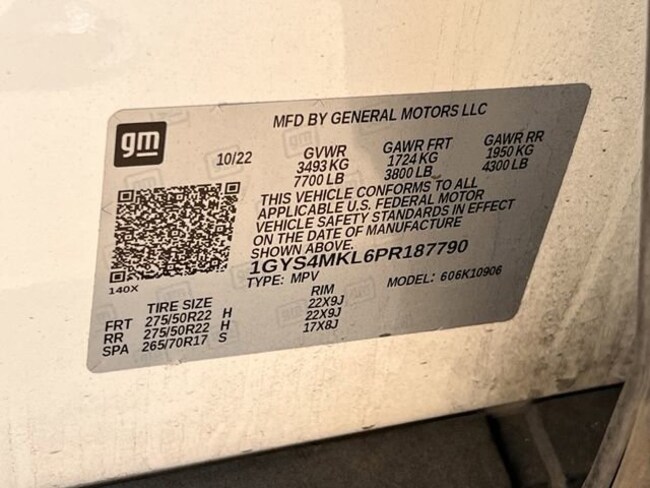 MFD BY GENERAL MOTORS LLC
gm
10/22
GVWR GAWR FRT GAWR RR
3493 KG 1724 KG 1950 KG
7700 LB 3800 LB 4300 LB
THIS VEHICLE CONFORMS TO ALL
APPLICABLE U.S. FEDERAL MOTOR
VEHICLE SAFETY STANDARDS IN EFFECT
ON THE DATE OF MANUFACTURE
SHOWN ABOVE.
1GYS4MKL6PR187790
TYPE: MPV MODEL: 606K10906
140X
TIRE SIZE RIM
FRT 275/50R22 H 22X9J
RR 275/50R22 H 22X9J
SPA 265/70R17 S 17X8J